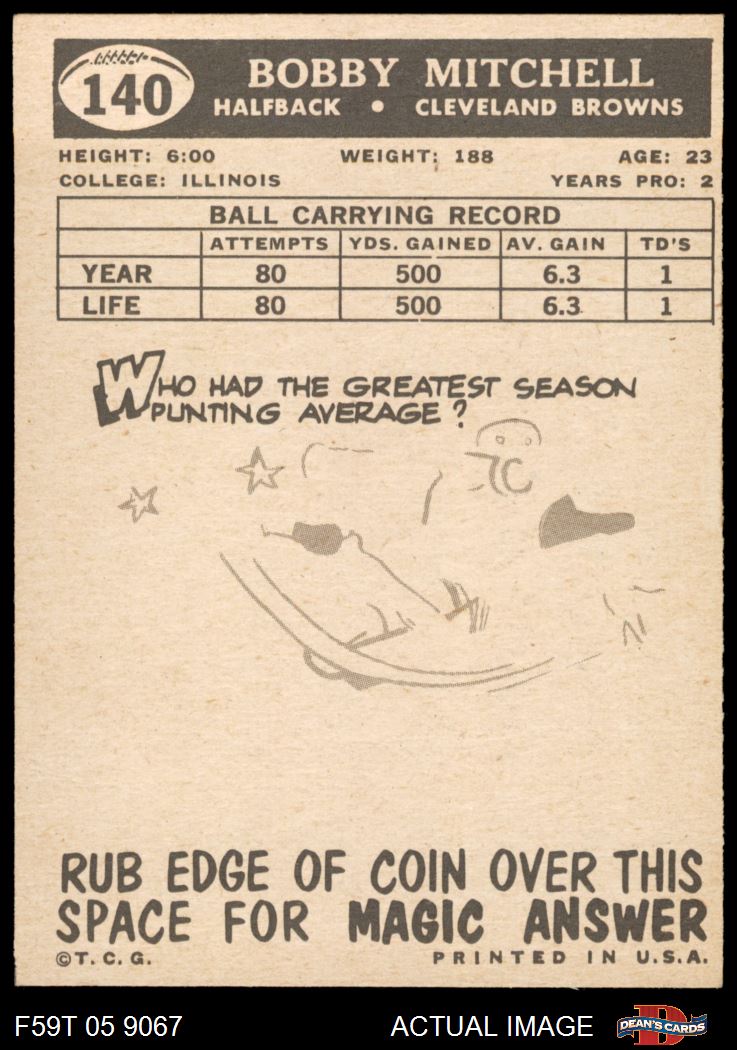 140
BOBBY MITCHELL
HALFBACK • CLEVELAND BROWNS
HEIGHT: 6:00 WEIGHT: 188 AGE: 23
COLLEGE: ILLINOIS YEARS PRO: 2
BALL CARRYING RECORD
ATTEMPTS YDS. GAINED AV. GAIN TD'S
YEAR 80 500 6.3 1
LIFE 80 500 6.3 1
WHO HAD THE GREATEST SEASON
PUNTING AVERAGE?
RUB EDGE OF COIN OVER THIS
SPACE FOR MAGIC ANSWER
©T. C. G. PRINTED IN U.S.A.
F59T 05 9067 ACTUAL IMAGE DEAN'S CARDS